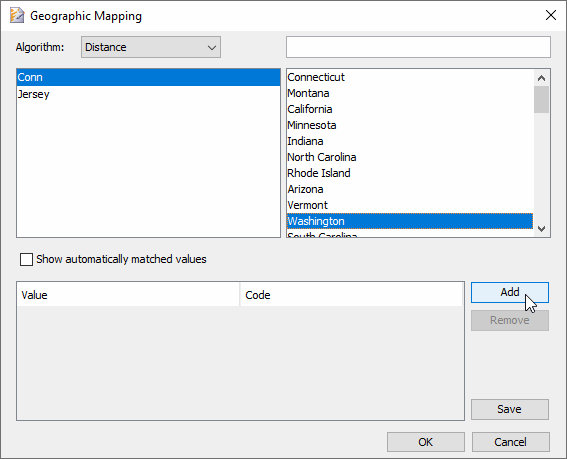 Geographic Mapping
Algorithm: Distance
Conn
Jersey
Connecticut
Montana
California
Minnesota
Indiana
North Carolina
Rhode Island
Arizona
Vermont
Washington
South Carolina
Show automatically matched values
Value Code
Add
Remove
Save
OK Cancel